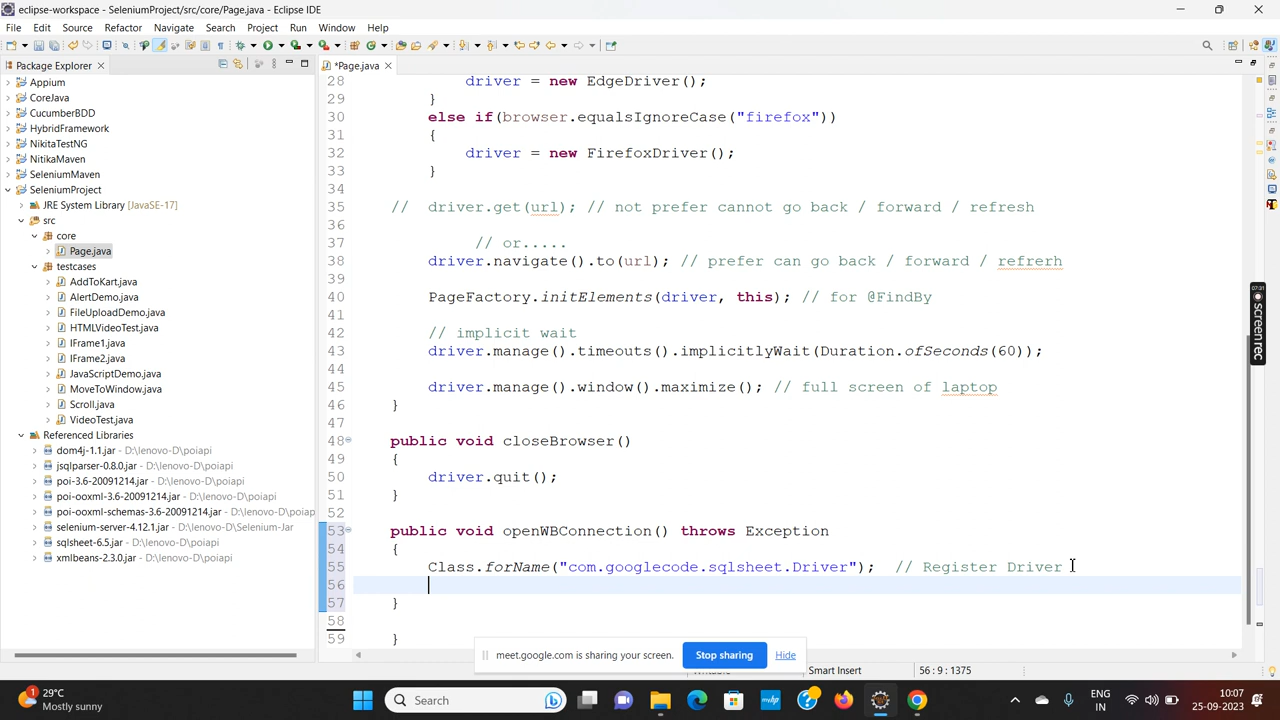 eclipse-workspace - SeleniumProject/src/core/Page.java - Eclipse IDE
File Edit Source Refactor Navigate Search Project Run Window Help
Package Explorer
*Page.java
Appium
CoreJava
CucumberBDD
HybridFramework
NikitaTestNG
NitikaMaven
SeleniumMaven
SeleniumProject
JRE System Library [JavaSE-17]
src
core
Page.java
testcases
AddToKart.java
AlertDemo.java
FileUploadDemo.java
HTMLVideoTest.java
IFrame1.java
IFrame2.java
JavaScriptDemo.java
MoveToWindow.java
Scroll.java
VideoTest.java
Referenced Libraries
dom4j-1.1.jar - D:\lenovo-D\poiapi
jsqlparser-0.8.0.jar - D:\lenovo-D\poiapi
poi-3.6-20091214.jar - D:\lenovo-D\poiapi
poi-ooxml-3.6-20091214.jar - D:\lenovo-D\poiapi
poi-ooxml-schemas-3.6-20091214.jar - D:\lenovo-D
selenium-server-4.12.1.jar - D:\lenovo-D\Selenium-Jar
sqlsheet-6.5.jar - D:\lenovo-D\poiapi
xmlbeans-2.3.0.jar - D:\lenovo-D\poiapi
28 driver = new EdgeDriver();
29 }
30 else if(browser.equalsIgnoreCase("firefox"))
31 {
32 driver = new FirefoxDriver();
33 }
34
35 // driver.get(url); // not prefer cannot go back / forward / refresh
36
37 // or.....
38 driver.navigate().to(url); // prefer can go back / forward / refrerh
39
40 PageFactory.initElements(driver, this); // for @FindBy
41
42 // implicit wait
43 driver.manage().timeouts().implicitlyWait(Duration.ofSeconds(60));
44
45 driver.manage().window().maximize(); // full screen of laptop
46 }
47
48 public void closeBrowser()
49 {
50 driver.quit();
51 }
52
53 public void openWBConnection() throws Exception
54 {
55 Class.forName("com.googlecode.sqlsheet.Driver"); // Register Driver
56
57 }
58
59 }
07:31
screen rec
meet.google.com is sharing your screen. Stop sharing Hide
Smart Insert 56 : 9 : 1375
29°C
Mostly sunny
Search
ENG
IN
10:07
25-09-2023